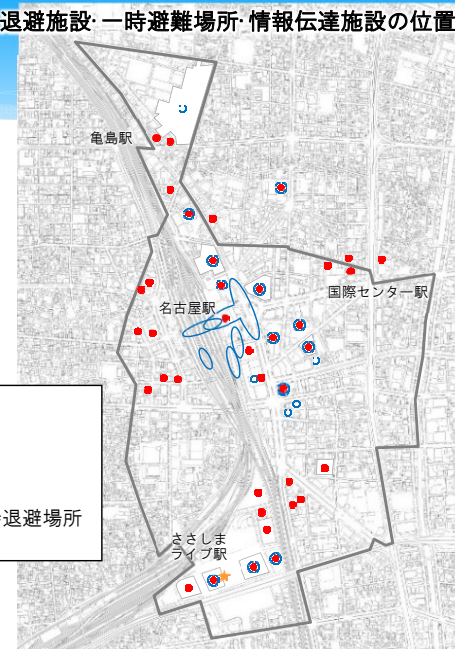 退避施設･一時避難場所･情報伝達施設の位置
亀島駅
国際センター駅
名古屋駅
退避場所
ささしま
ライブ駅